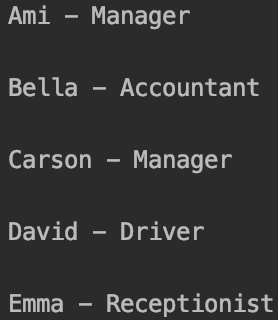 Ami – Manager
Bella – Accountant
Carson – Manager
David – Driver
Emma – Receptionist